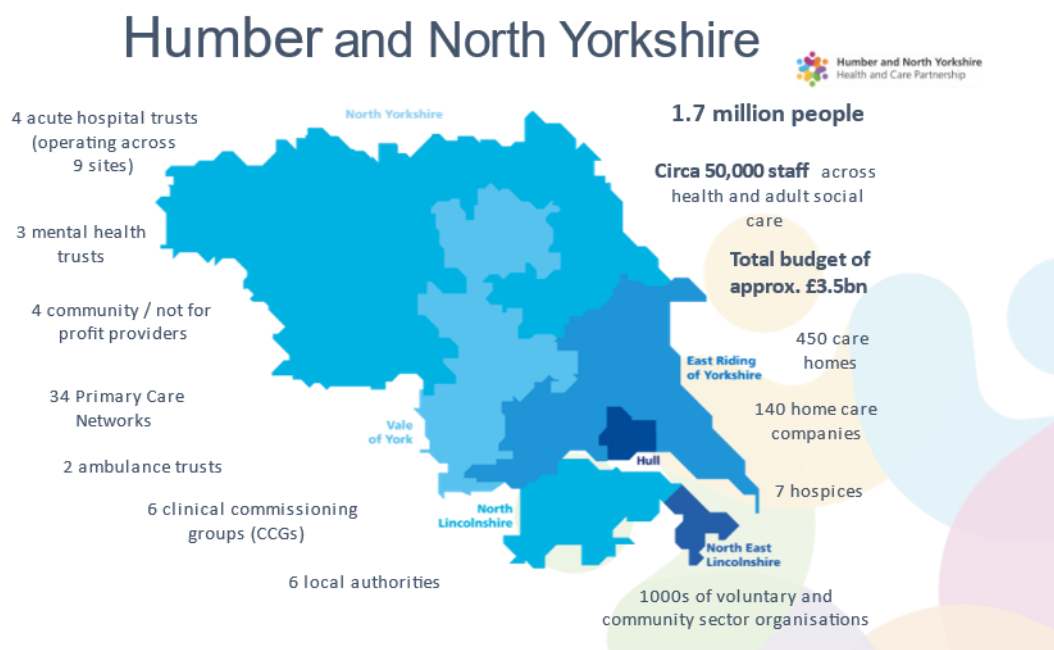 Humber and North Yorkshire
Humber and North Yorkshire
Health and Care Partnership
4 acute hospital trusts
(operating across
9 sites)
3 mental health
trusts
4 community / not for
profit providers
34 Primary Care
Networks
2 ambulance trusts
6 clinical commissioning
groups (CCGs)
6 local authorities
North Yorkshire
Vale
of York
East Riding
of Yorkshire
Hull
North
Lincolnshire
North East
Lincolnshire
1.7 million people
Circa 50,000 staff across
health and adult social
care
Total budget of
approx. £3.5bn
450 care
homes
140 home care
companies
7 hospices
1000s of voluntary and
community sector organisations